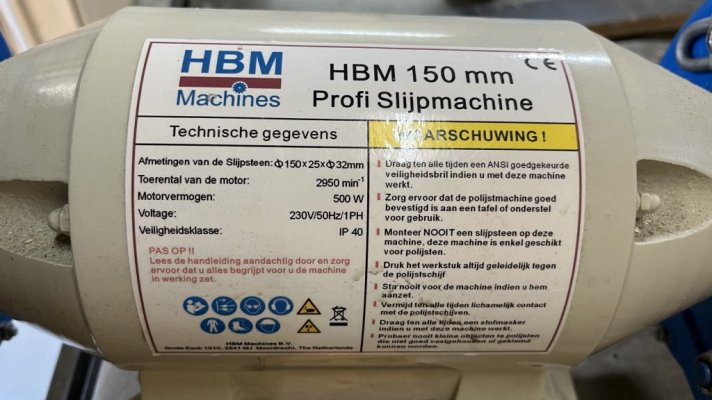 HBM
Machines
HBM 150 mm
Profi Slijpmachine
CE
Technische gegevens
Afmetingen van de Slijpsteen: Φ150x25xΦ32mm
Toerental van de motor: 2950 min⁻¹
Motorvermogen: 500 W
Voltage: 230V/50Hz/1PH
Veiligheidsklasse: IP 40
PAS OP !!
Lees de handleiding aandachtig door en zorg
ervoor dat u alles begrijpt voor u de machine
in werking zet.
HBM Machines B.V.
Moordrecht, The Netherlands
WAARSCHUWING !
Draag ten alle tijden een ANSI goedgekeurde
veiligheidsbril indien u met deze machine
werkt.
Zorg ervoor dat de polijstmachine goed
bevestigd is aan een tafel of onderstel
voor gebruik.
Monteer NOOIT een slijpsteen op deze
machine, deze machine is enkel geschikt
voor polijsten.
Druk het werkstuk altijd geleidelijk tegen
de polijstschijf
Sta nooit voor de machine indien u hem
aanzet.
Vermijd ten alle tijden lichamelijk contact
met de polijstschijven.
Draag ten alle tijden een stofmasker
indien u met deze machine werkt.
Probeer nooit kleine objecten te polijsten
die niet goed vastgehouden of geklemd
kunnen worden.